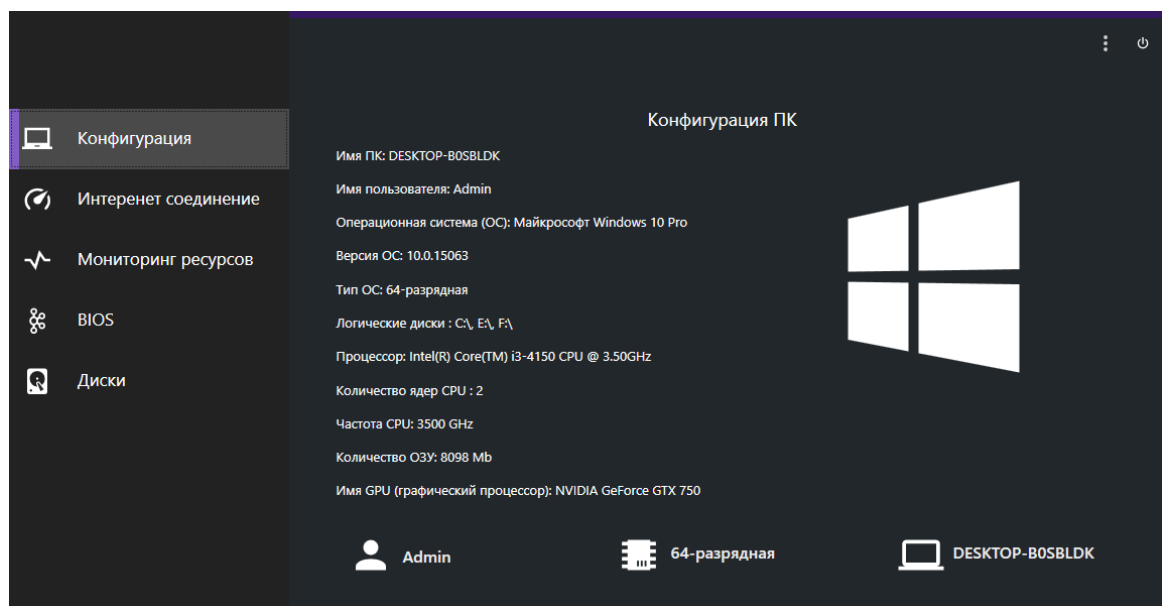 Конфигурация
Интеренет соединение
Мониторинг ресурсов
BIOS
Диски
Конфигурация ПК
Имя ПК: DESKTOP-B0SBLDK
Имя пользователя: Admin
Операционная система (ОС): Майкрософт Windows 10 Pro
Версия ОС: 10.0.15063
Тип ОС: 64-разрядная
Логические диски : C:\, E:\, F:\
Процессор: Intel(R) Core(TM) i3-4150 CPU @ 3.50GHz
Количество ядер CPU : 2
Частота CPU: 3500 GHz
Количество ОЗУ: 8098 Mb
Имя GPU (графический процессор): NVIDIA GeForce GTX 750
Admin
64-разрядная
DESKTOP-B0SBLDK